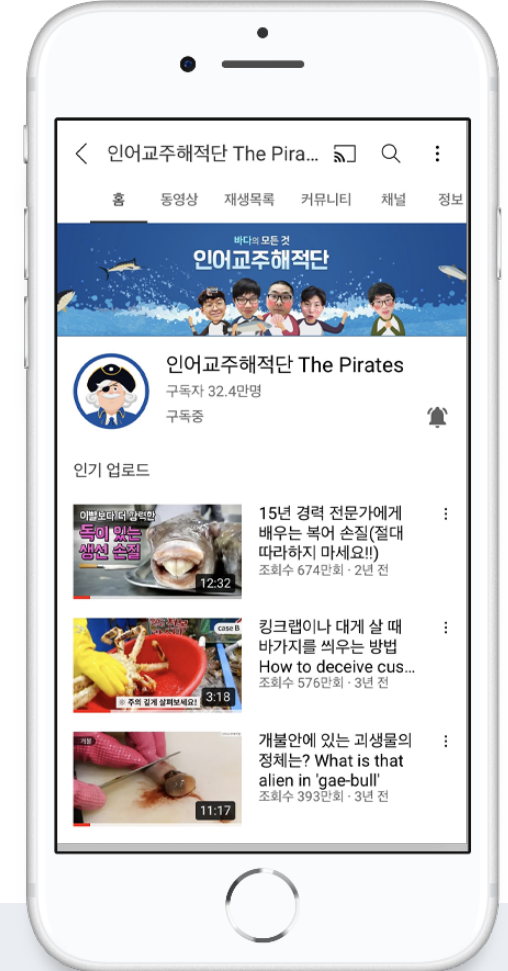 인어교주해적단 The Pira...
홈 동영상 재생목록 커뮤니티 채널 정보
바다의 모든 것
인어교주해적단
인어교주해적단 The Pirates
구독자 32.4만명
구독중
인기 업로드
이빨보다 더 강력한
독이 있는
생선 손질
12:32
15년 경력 전문가에게
배우는 복어 손질(절대
따라하지 마세요!!)
조회수 674만회 · 2년 전
case B
※ 주의 깊게 살펴보세요!
3:18
킹크랩이나 대게 살 때
바가지를 씌우는 방법
How to deceive cus...
조회수 576만회 · 3년 전
개불
11:17
개불안에 있는 괴생물의
정체는? What is that
alien in 'gae-bull'
조회수 393만회 · 3년 전